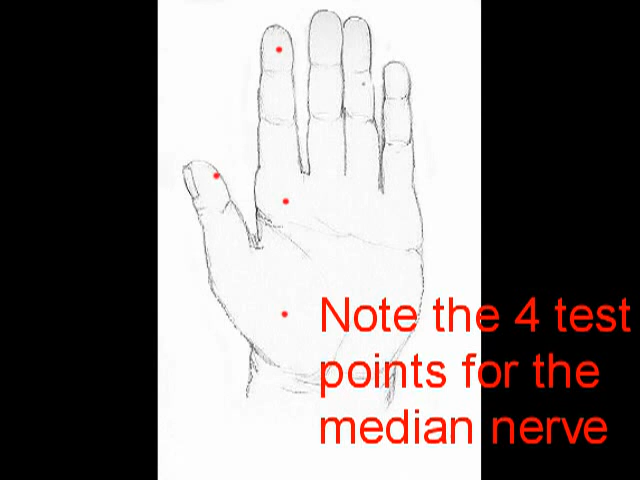 Note the 4 test
points for the
median nerve